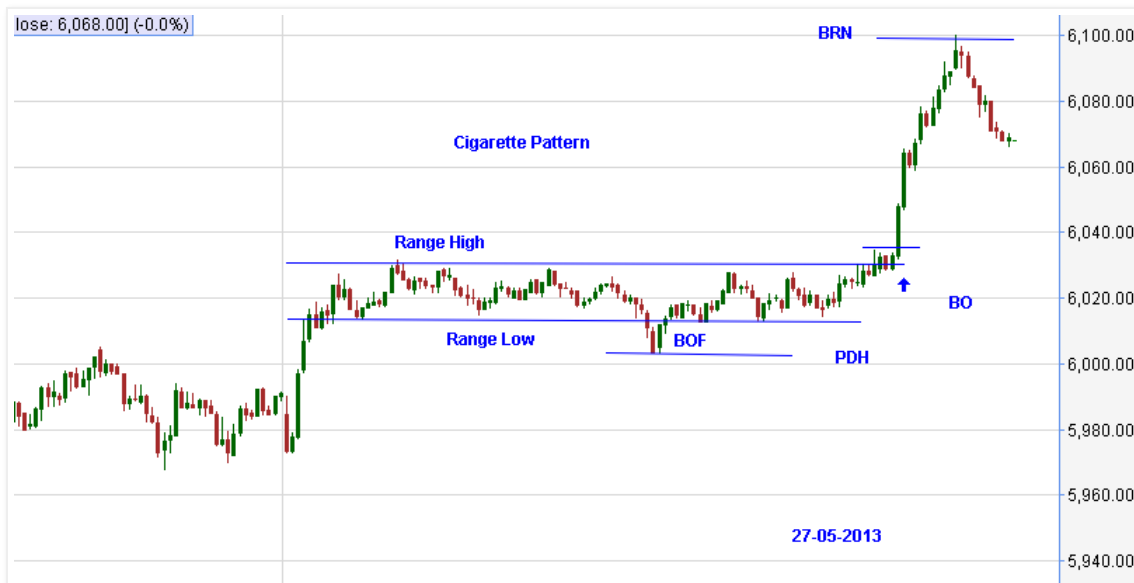 lose: 6,068.00] (-0.0%)
BRN
6,100.00
6,080.00
Cigarette Pattern
6,060.00
Range High
6,040.00
BO
6,020.00
Range Low
BOF
PDH
6,000.00
5,980.00
5,960.00
27-05-2013
5,940.00